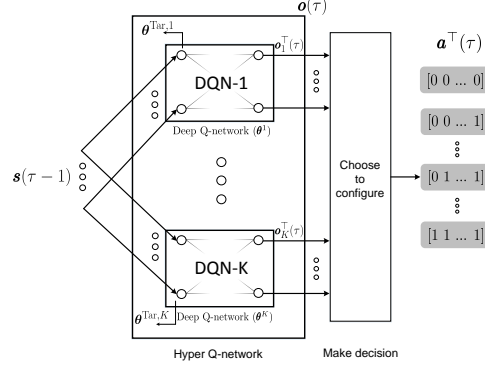 𝒐(τ)
θ^{Tar,1}
𝒐_1^⊤(τ)
𝒂^⊤(τ)
DQN-1
[0 0 ... 0]
Deep Q-network (θ^1)
[0 0 ... 1]
𝒔(τ−1)
Choose
to
configure
[0 1 ... 1]
𝒐_K^⊤(τ)
[1 1 ... 1]
DQN-K
θ^{Tar,K}
Deep Q-network (θ^K)
Hyper Q-network
Make decision